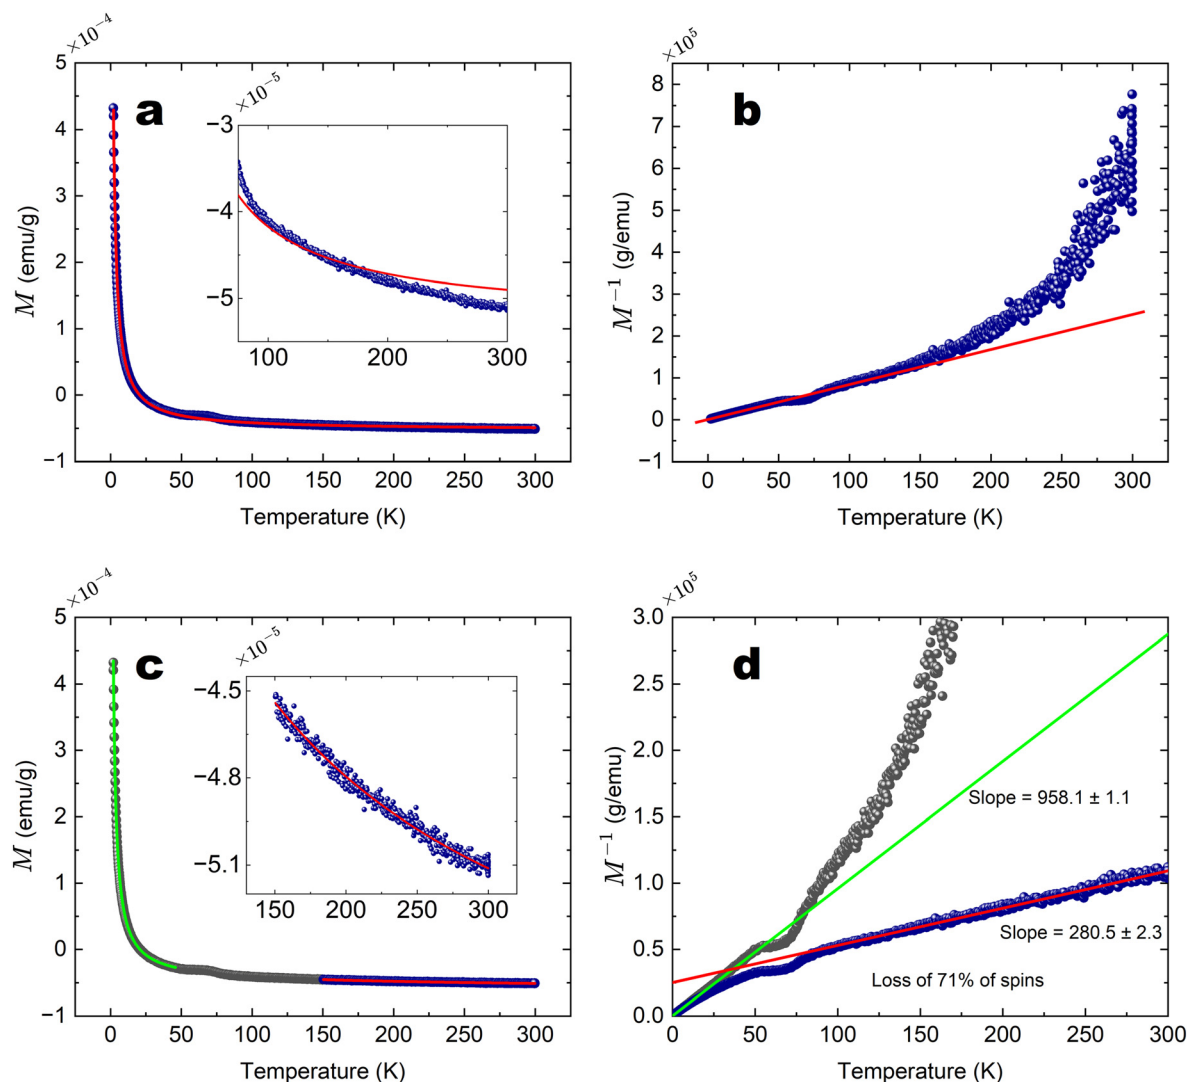 ×10⁻⁴
a
5
4
3
2
1
0
−1
M (emu/g)
0 50 100 150 200 250 300
Temperature (K)
×10⁻⁵
−3
−4
−5
100 200 300
×10⁵
b
8
7
6
5
4
3
2
1
0
−1
M⁻¹ (g/emu)
0 50 100 150 200 250 300
Temperature (K)
×10⁻⁴
c
5
4
3
2
1
0
−1
M (emu/g)
0 50 100 150 200 250 300
Temperature (K)
×10⁻⁵
−4.5
−4.8
−5.1
150 200 250 300
×10⁵
d
3.0
2.5
2.0
1.5
1.0
0.5
0.0
M⁻¹ (g/emu)
Slope = 958.1 ± 1.1
Slope = 280.5 ± 2.3
Loss of 71% of spins
0 50 100 150 200 250 300
Temperature (K)